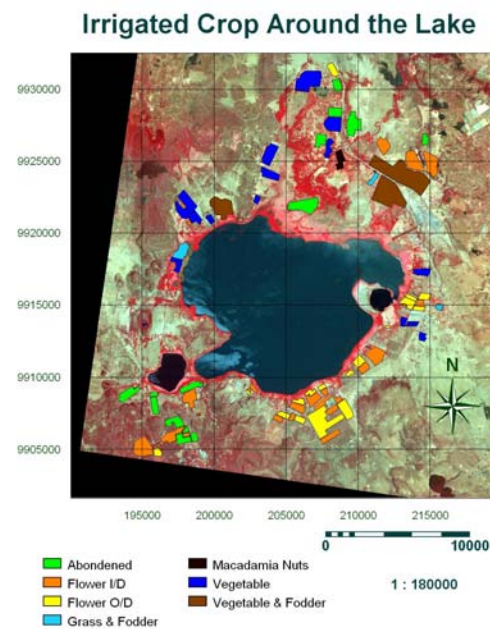 Irrigated Crop Around the Lake
9930000
9925000
9920000
9915000
9910000
9905000
N
195000 200000 205000 210000 215000
0 10000
Abondened
Flower I/D
Flower O/D
Grass & Fodder
Macadamia Nuts
Vegetable
Vegetable & Fodder
1 : 180000